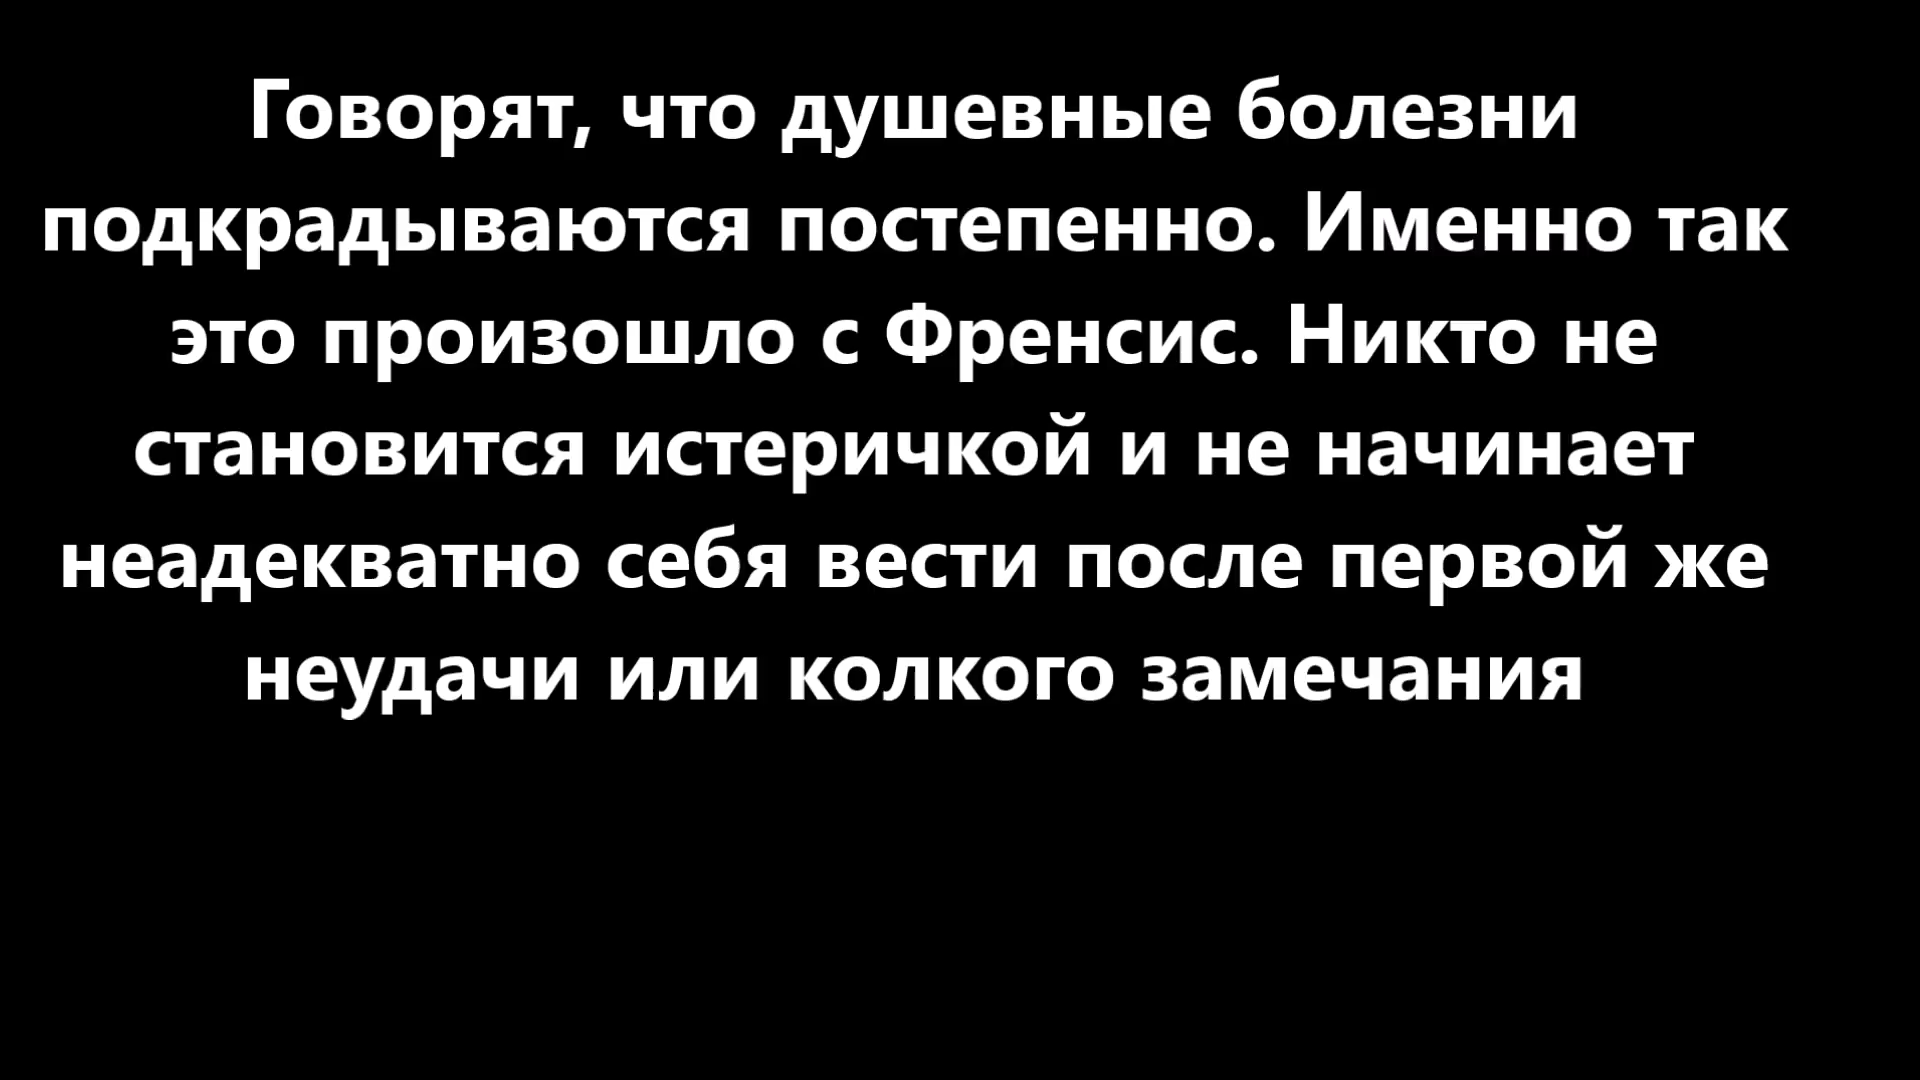 Говорят, что душевные болезни
подкрадываются постепенно. Именно так
это произошло с Френсис. Никто не
становится истеричкой и не начинает
неадекватно себя вести после первой же
неудачи или колкого замечания